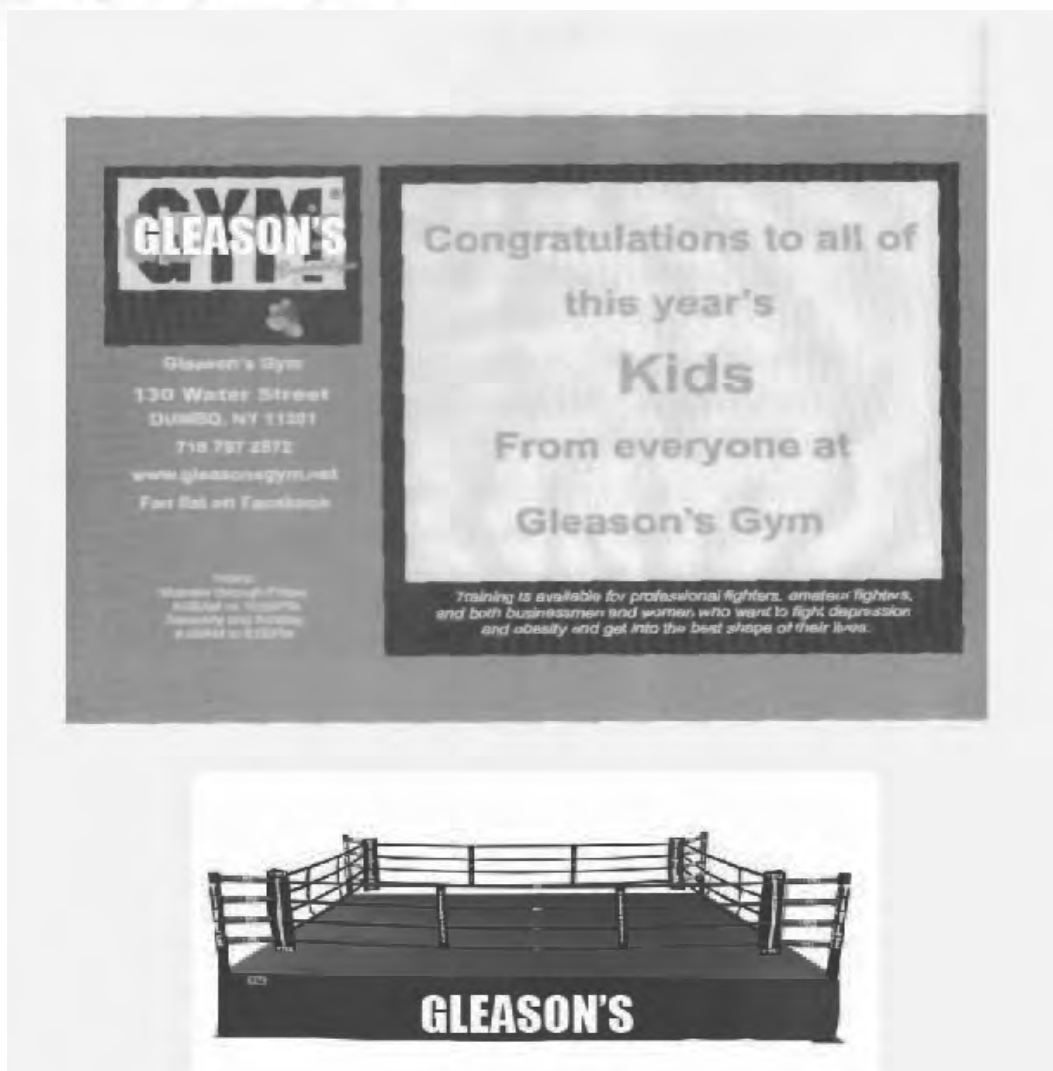 GYM
GLEASON'S
Gleason's Gym
130 Water Street
DUMBO, NY 11201
718 797 2872
www.gleasonsgym.net
Fan list on Facebook
Congratulations to all of
this year's
Kids
From everyone at
Gleason's Gym
Training is available for professional fighters, amateur fighters,
and both businessmen and women who want to fight depression
and obesity and get into the best shape of their lives.
GLEASON'S